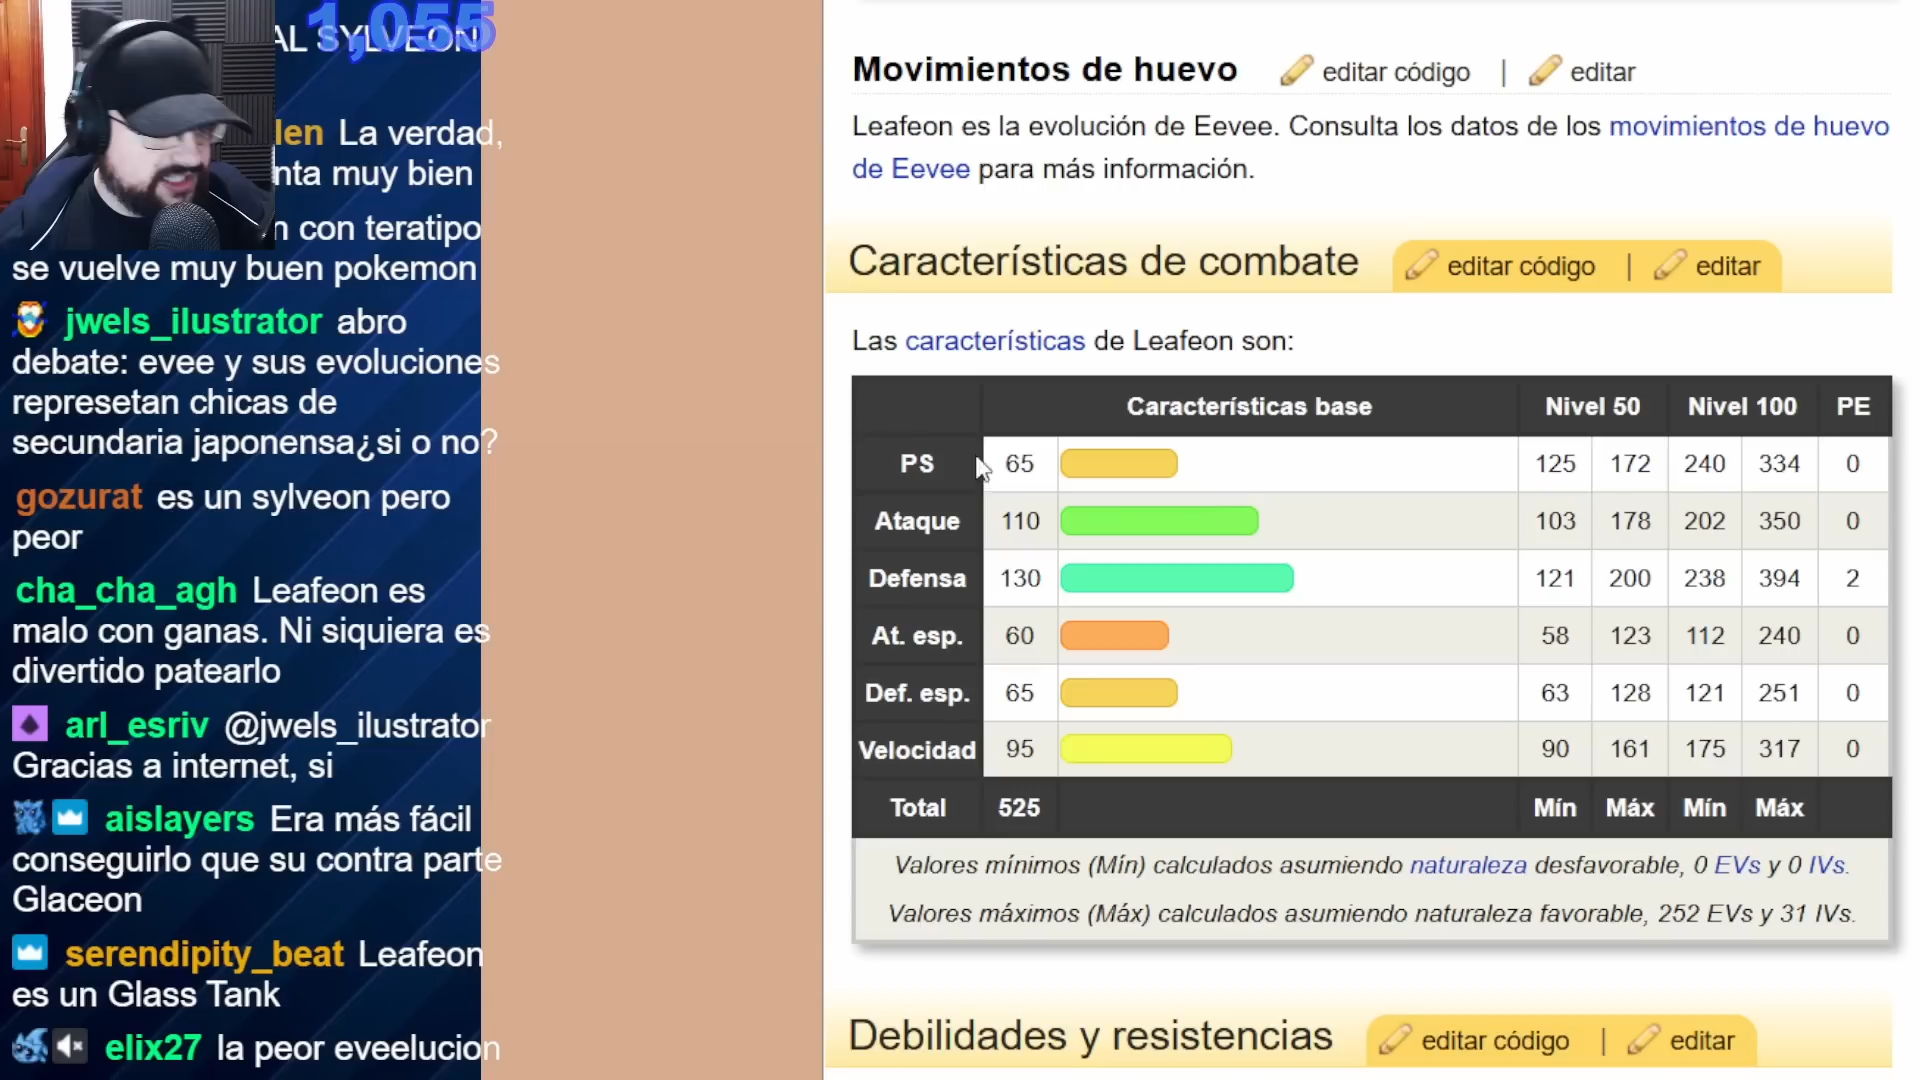 AL SYLVEON
1,055
len La verdad,
nta muy bien
n con teratipo
se vuelve muy buen pokemon
jwels_ilustrator abro
debate: evee y sus evoluciones
represetan chicas de
secundaria japonensa¿si o no?
gozurat es un sylveon pero
peor
cha_cha_agh Leafeon es
malo con ganas. Ni siquiera es
divertido patearlo
arl_esriv @jwels_ilustrator
Gracias a internet, si
aislayers Era más fácil
conseguirlo que su contra parte
Glaceon
serendipity_beat Leafeon
es un Glass Tank
elix27 la peor eveelucion
Movimientos de huevo editar código | editar
Leafeon es la evolución de Eevee. Consulta los datos de los movimientos de huevo
de Eevee para más información.
Características de combate editar código | editar
Las características de Leafeon son:
Características base Nivel 50 Nivel 100 PE
PS 65 125 172 240 334 0
Ataque 110 103 178 202 350 0
Defensa 130 121 200 238 394 2
At. esp. 60 58 123 112 240 0
Def. esp. 65 63 128 121 251 0
Velocidad 95 90 161 175 317 0
Total 525 Mín Máx Mín Máx
Valores mínimos (Mín) calculados asumiendo naturaleza desfavorable, 0 EVs y 0 IVs.
Valores máximos (Máx) calculados asumiendo naturaleza favorable, 252 EVs y 31 IVs.
Debilidades y resistencias editar código | editar